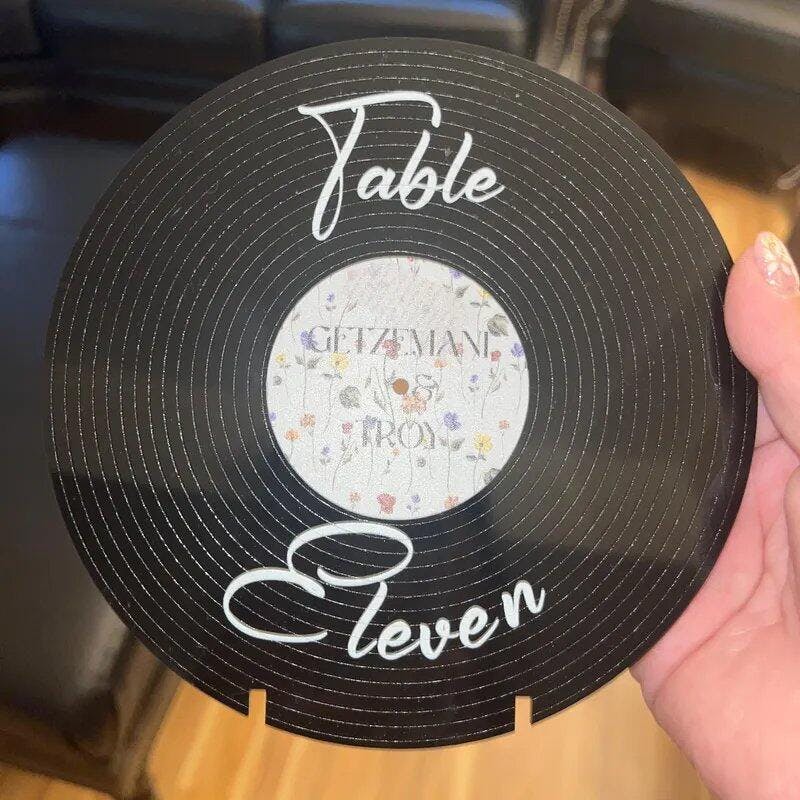 Table
GETZEMANI
&
TROY
Eleven